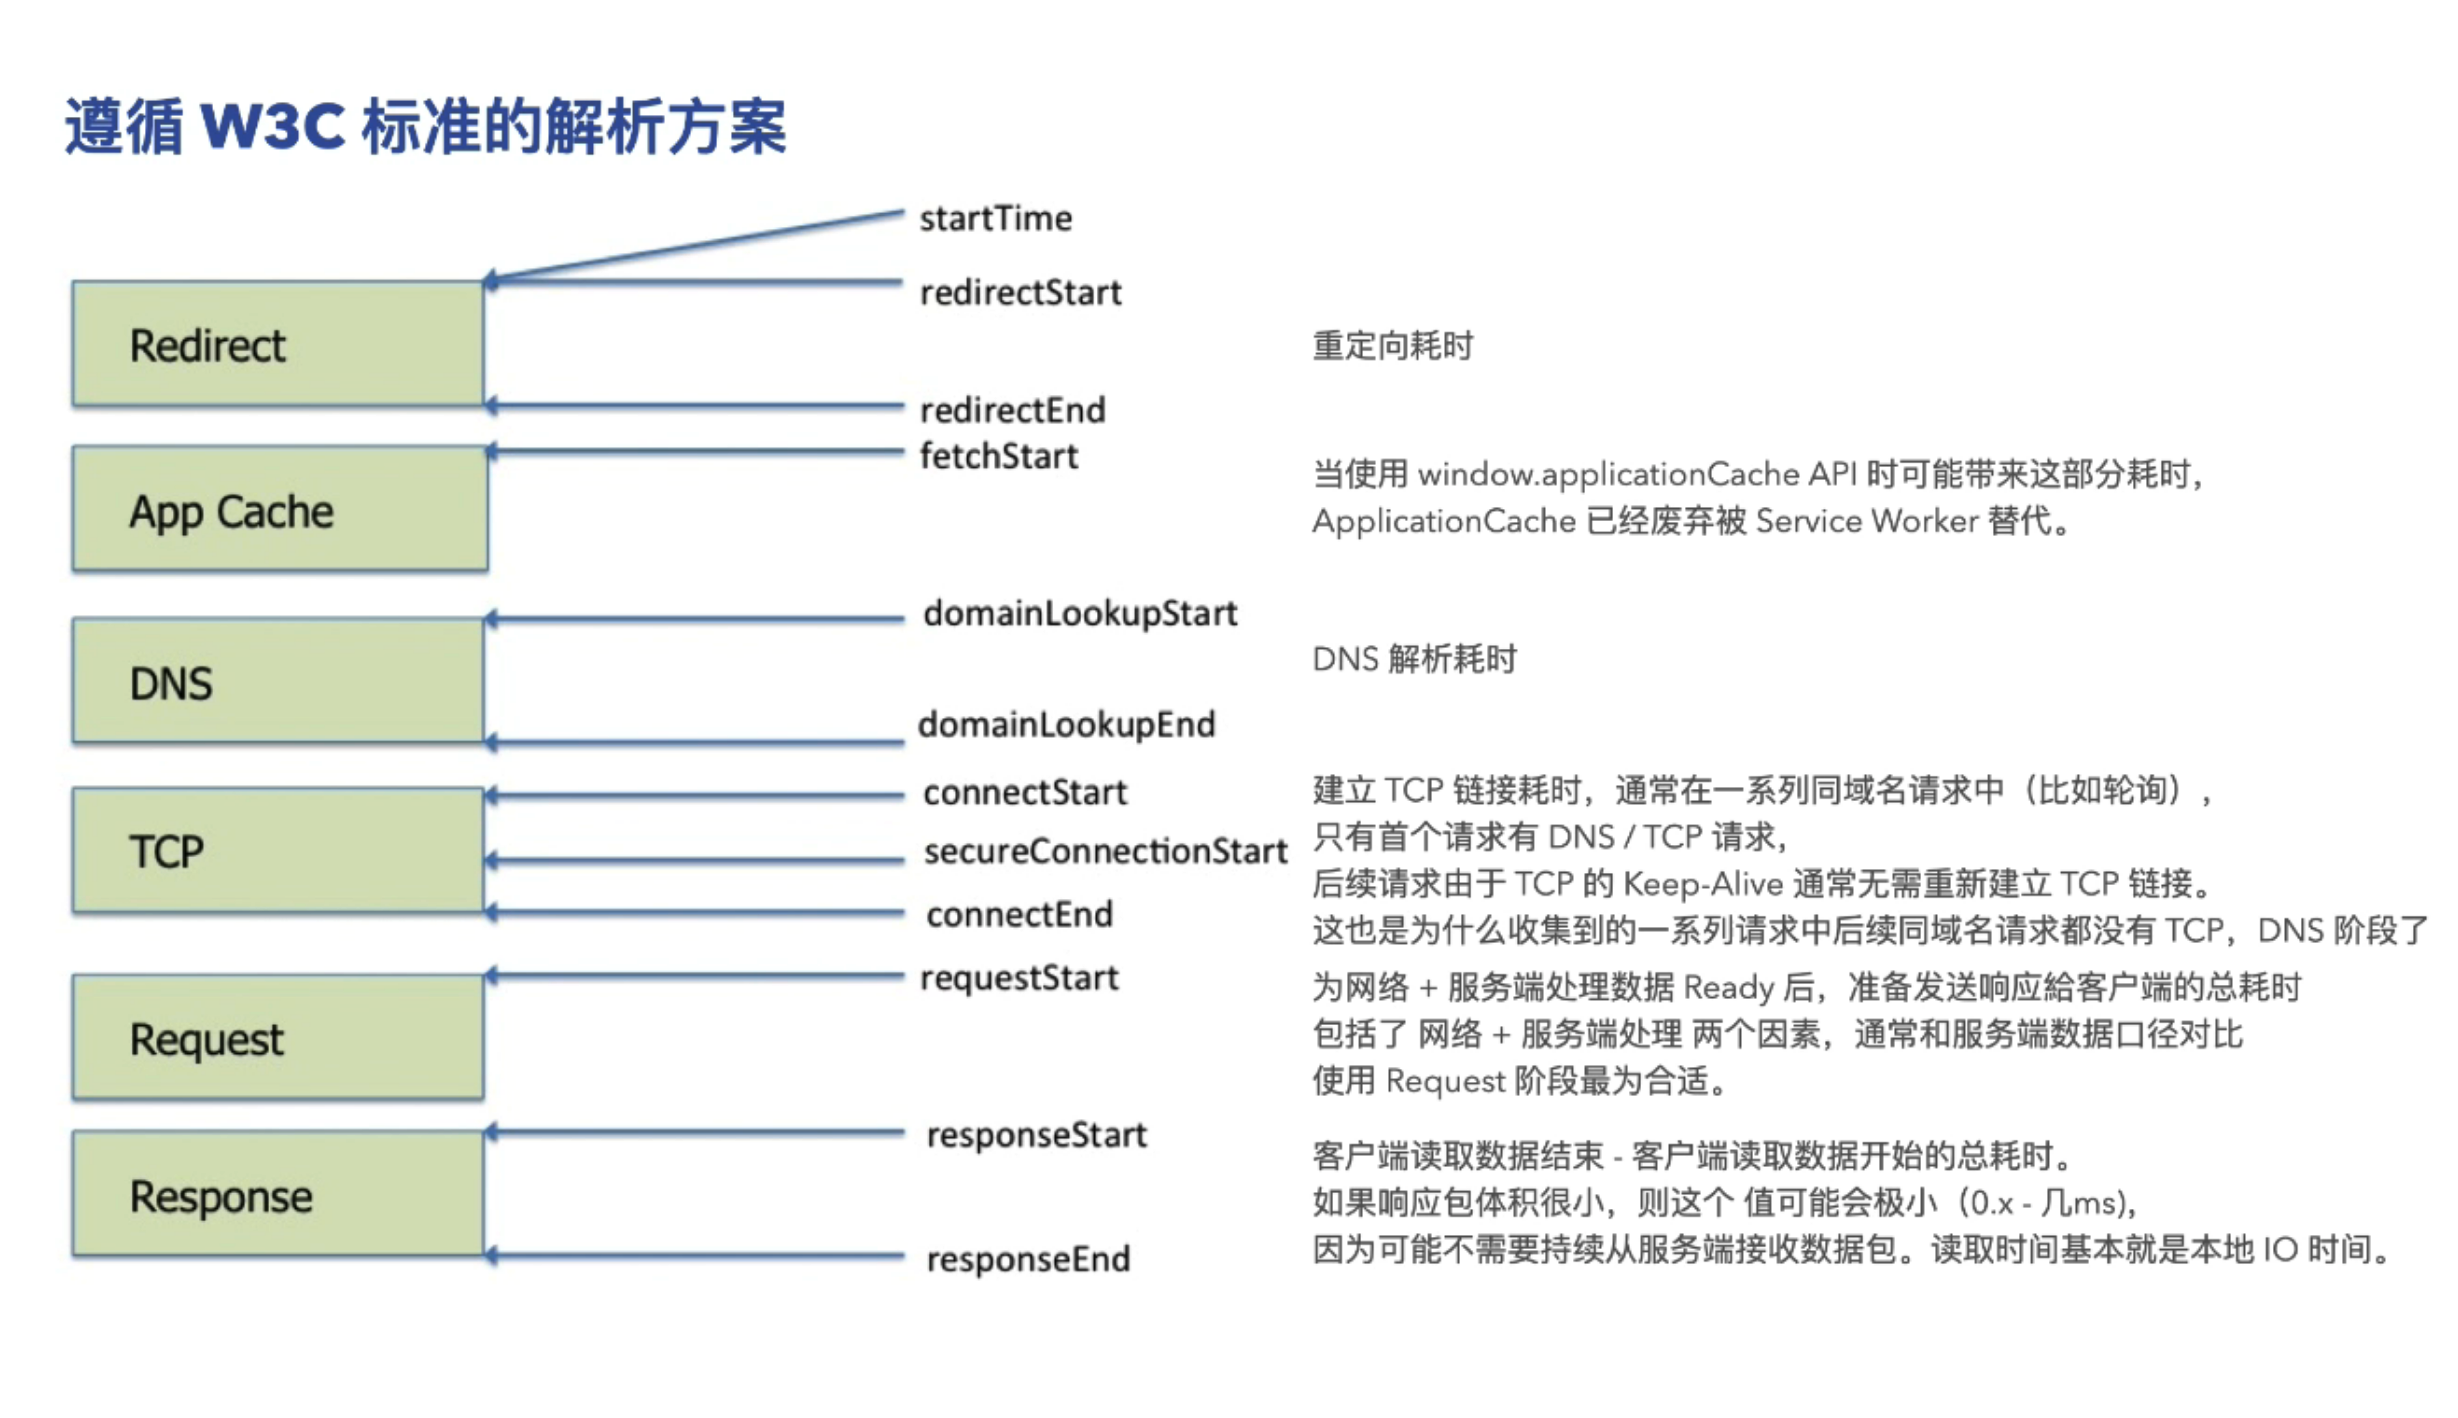 遵循 W3C 标准的解析方案
startTime
redirectStart
Redirect
重定向耗时
redirectEnd
fetchStart
App Cache
当使用 window.applicationCache API 时可能带来这部分耗时，
ApplicationCache 已经废弃被 Service Worker 替代。
domainLookupStart
DNS
DNS 解析耗时
domainLookupEnd
connectStart
TCP
secureConnectionStart
connectEnd
建立 TCP 链接耗时，通常在一系列同域名请求中（比如轮询），
只有首个请求有 DNS / TCP 请求，
后续请求由于 TCP 的 Keep-Alive 通常无需重新建立 TCP 链接。
这也是为什么收集到的一系列请求中后续同域名请求都没有 TCP，DNS 阶段了
requestStart
Request
为网络 + 服务端处理数据 Ready 后，准备发送响应給客户端的总耗时
包括了 网络 + 服务端处理 两个因素，通常和服务端数据口径对比
使用 Request 阶段最为合适。
responseStart
Response
客户端读取数据结束 - 客户端读取数据开始的总耗时。
如果响应包体积很小，则这个 值可能会极小（0.x - 几ms)，
因为可能不需要持续从服务端接收数据包。读取时间基本就是本地 IO 时间。
responseEnd